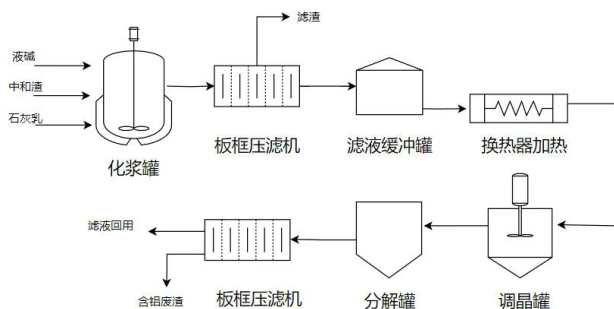 滤渣
液碱
中和渣
石灰乳
化浆罐
板框压滤机
滤液缓冲罐
换热器加热
滤液回用
含铝废渣
板框压滤机
分解罐
调晶罐